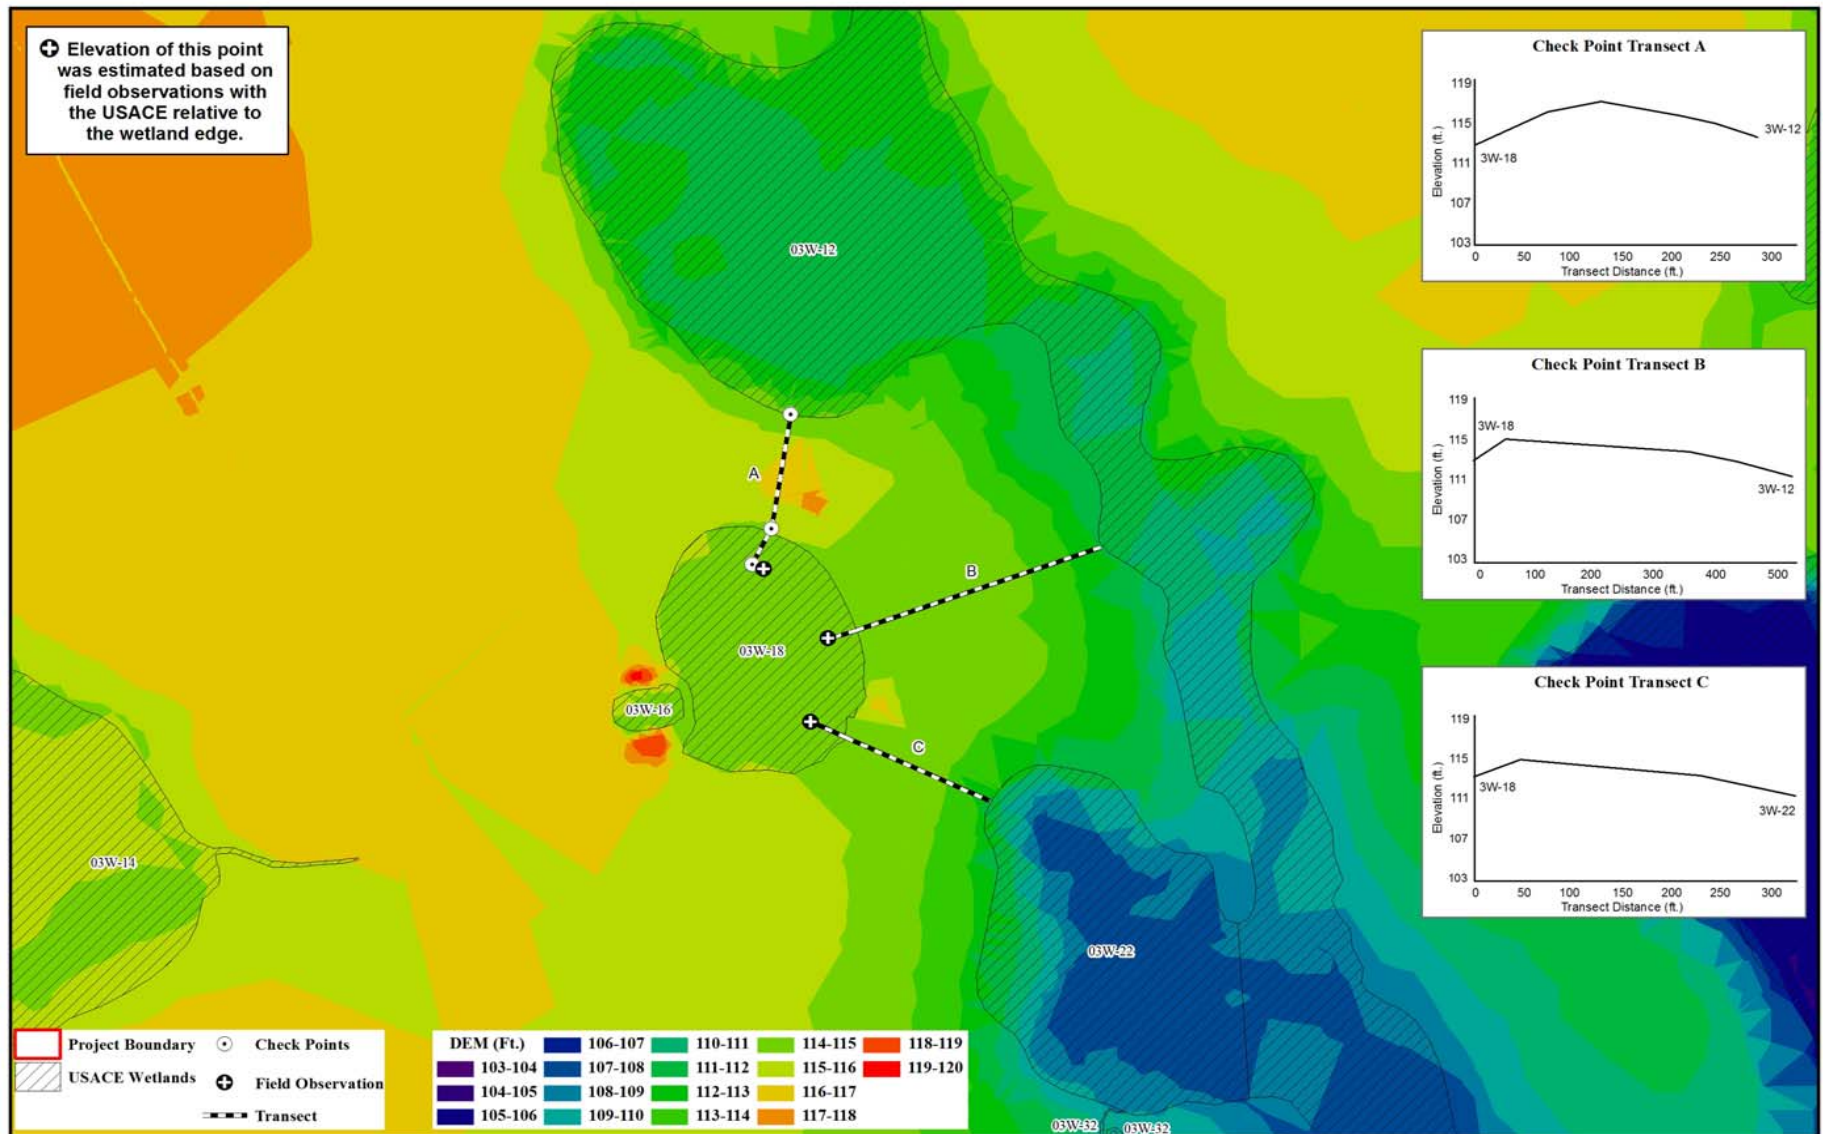 Elevation of this point
was estimated based on
field observations with
the USACE relative to
the wetland edge.
03W-12
A
B
03W-18
03W-16
C
03W-14
03W-22
03W-32
03W-32
Check Point Transect A
Elevation (ft.)
119
115
111
107
103
3W-18
3W-12
0 50 100 150 200 250 300
Transect Distance (ft.)
Check Point Transect B
Elevation (ft.)
119
115
111
107
103
3W-18
3W-12
0 100 200 300 400 500
Transect Distance (ft.)
Check Point Transect C
Elevation (ft.)
119
115
111
107
103
3W-18
3W-22
0 50 100 150 200 250 300
Transect Distance (ft.)
Project Boundary
USACE Wetlands
Check Points
Field Observation
Transect
DEM (Ft.)
103-104
104-105
105-106
106-107
107-108
108-109
109-110
110-111
111-112
112-113
113-114
114-115
115-116
116-117
117-118
118-119
119-120